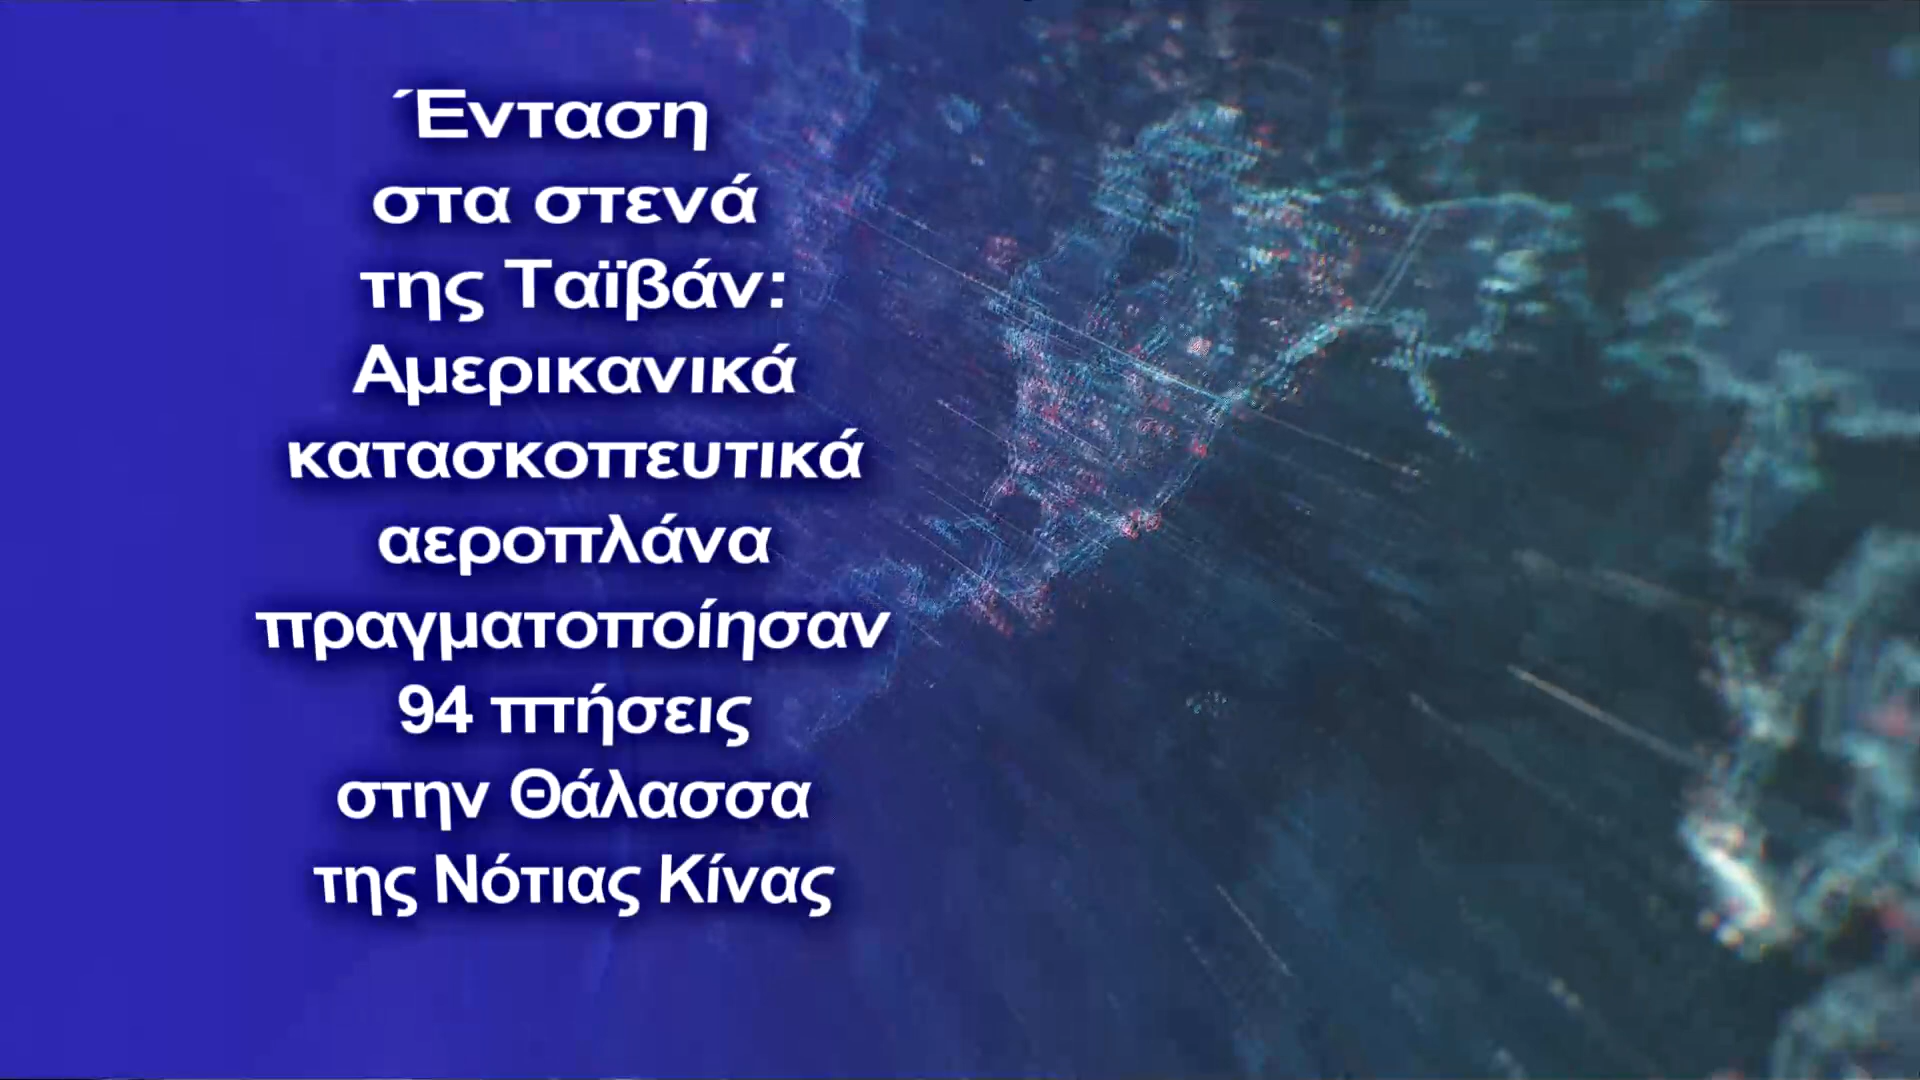 Ένταση
στα στενά
της Ταϊβάν:
Αμερικανικά
κατασκοπευτικά
αεροπλάνα
πραγματοποίησαν
94 πτήσεις
στην Θάλασσα
της Νότιας Κίνας